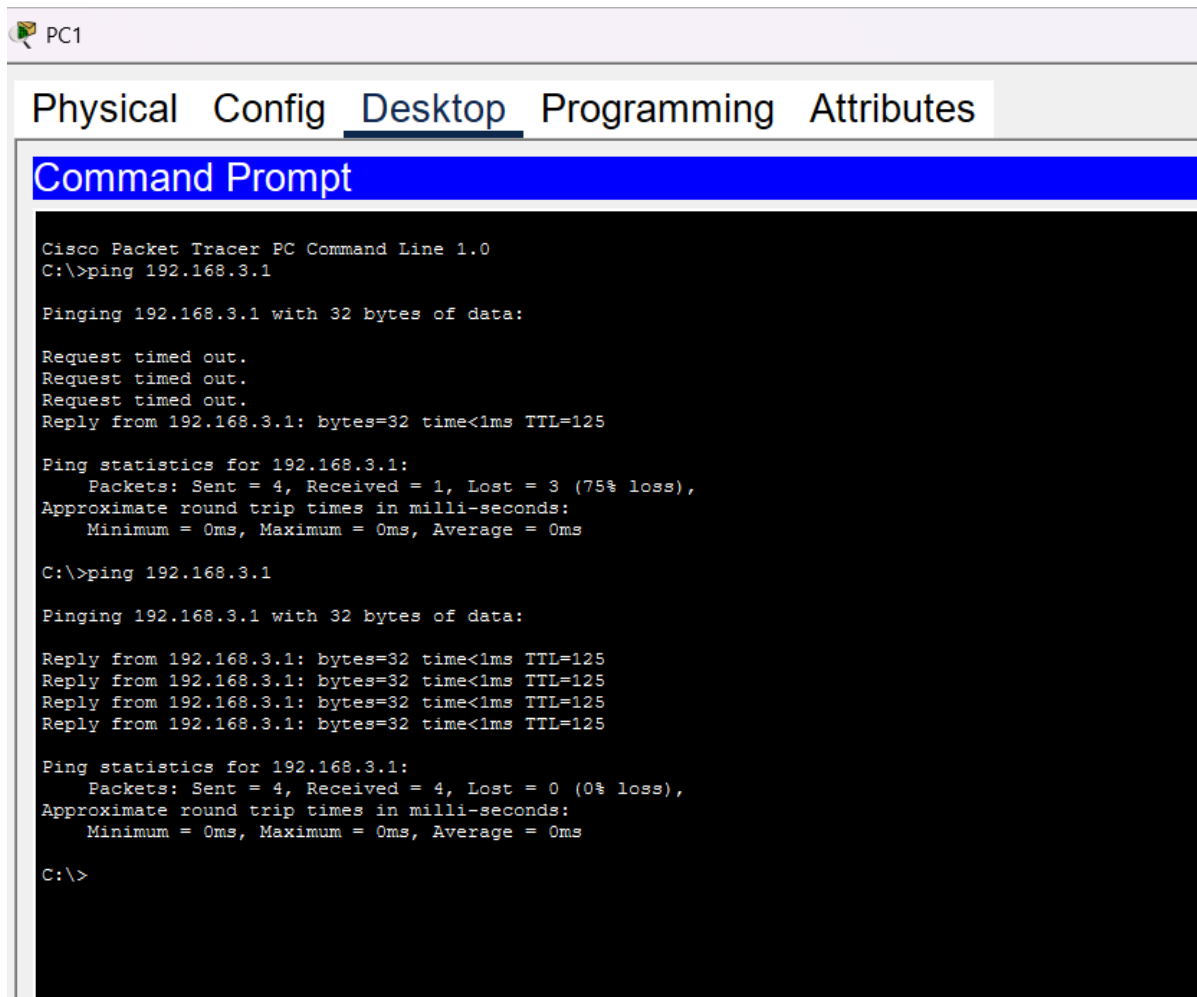 PC1
Physical Config Desktop Programming Attributes
Command Prompt
Cisco Packet Tracer PC Command Line 1.0
C:\>ping 192.168.3.1
Pinging 192.168.3.1 with 32 bytes of data:
Request timed out.
Request timed out.
Request timed out.
Reply from 192.168.3.1: bytes=32 time<1ms TTL=125
Ping statistics for 192.168.3.1:
Packets: Sent = 4, Received = 1, Lost = 3 (75% loss),
Approximate round trip times in milli-seconds:
Minimum = 0ms, Maximum = 0ms, Average = 0ms
C:\>ping 192.168.3.1
Pinging 192.168.3.1 with 32 bytes of data:
Reply from 192.168.3.1: bytes=32 time<1ms TTL=125
Reply from 192.168.3.1: bytes=32 time<1ms TTL=125
Reply from 192.168.3.1: bytes=32 time<1ms TTL=125
Reply from 192.168.3.1: bytes=32 time<1ms TTL=125
Ping statistics for 192.168.3.1:
Packets: Sent = 4, Received = 4, Lost = 0 (0% loss),
Approximate round trip times in milli-seconds:
Minimum = 0ms, Maximum = 0ms, Average = 0ms
C:\>